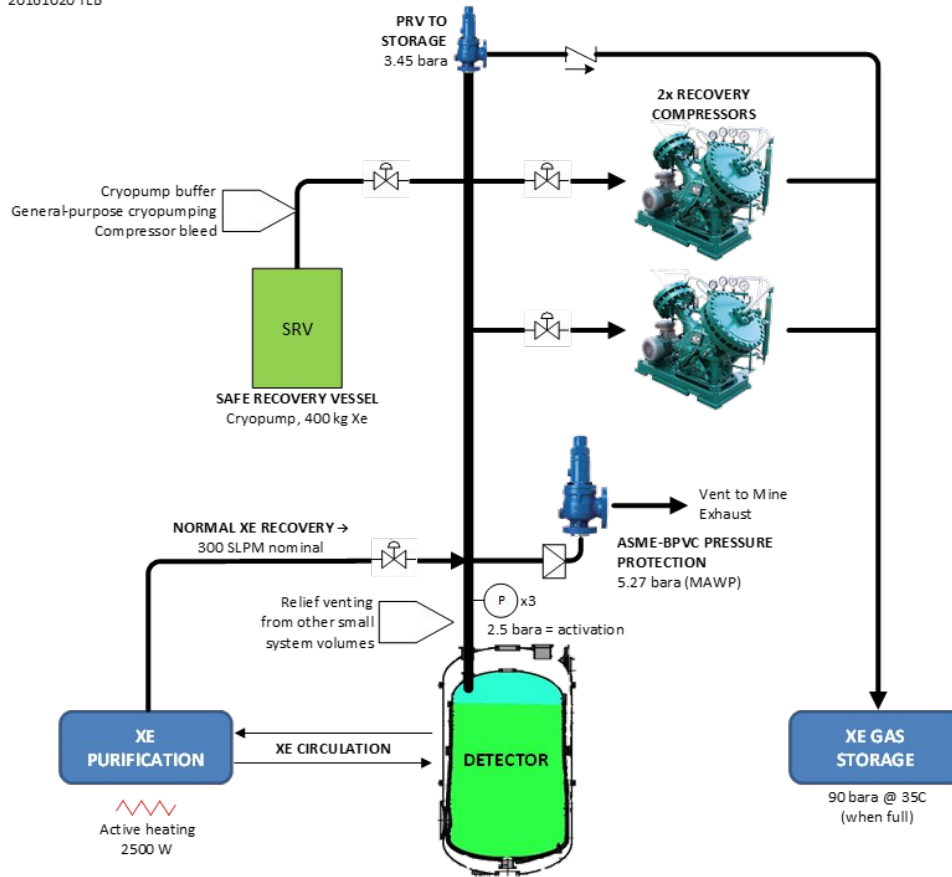 20161020 TLB
PRV TO
STORAGE
3.45 bara
2x RECOVERY
COMPRESSORS
Cryopump buffer
General-purpose cryopumping
Compressor bleed
SRV
SAFE RECOVERY VESSEL
Cryopump, 400 kg Xe
NORMAL XE RECOVERY →
300 SLPM nominal
Vent to Mine
Exhaust
ASME-BPVC PRESSURE
PROTECTION
5.27 bara (MAWP)
Relief venting
from other small
system volumes
P x3
2.5 bara = activation
XE
PURIFICATION
XE CIRCULATION
DETECTOR
XE GAS
STORAGE
Active heating
2500 W
90 bara @ 35C
(when full)